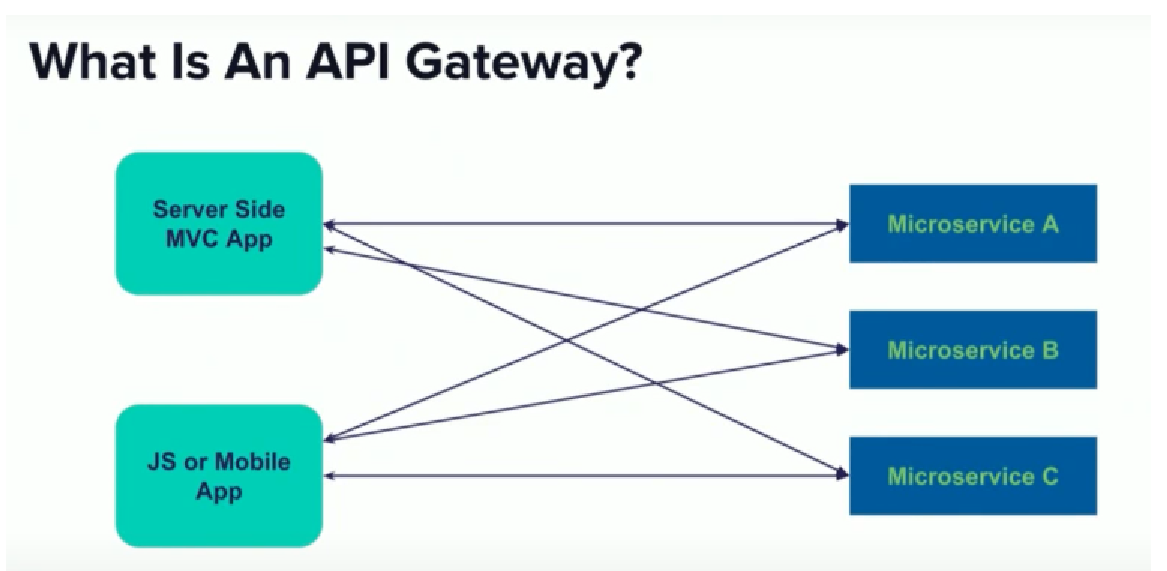 What Is An API Gateway?
Server Side
MVC App
Microservice A
Microservice B
JS or Mobile
App
Microservice C